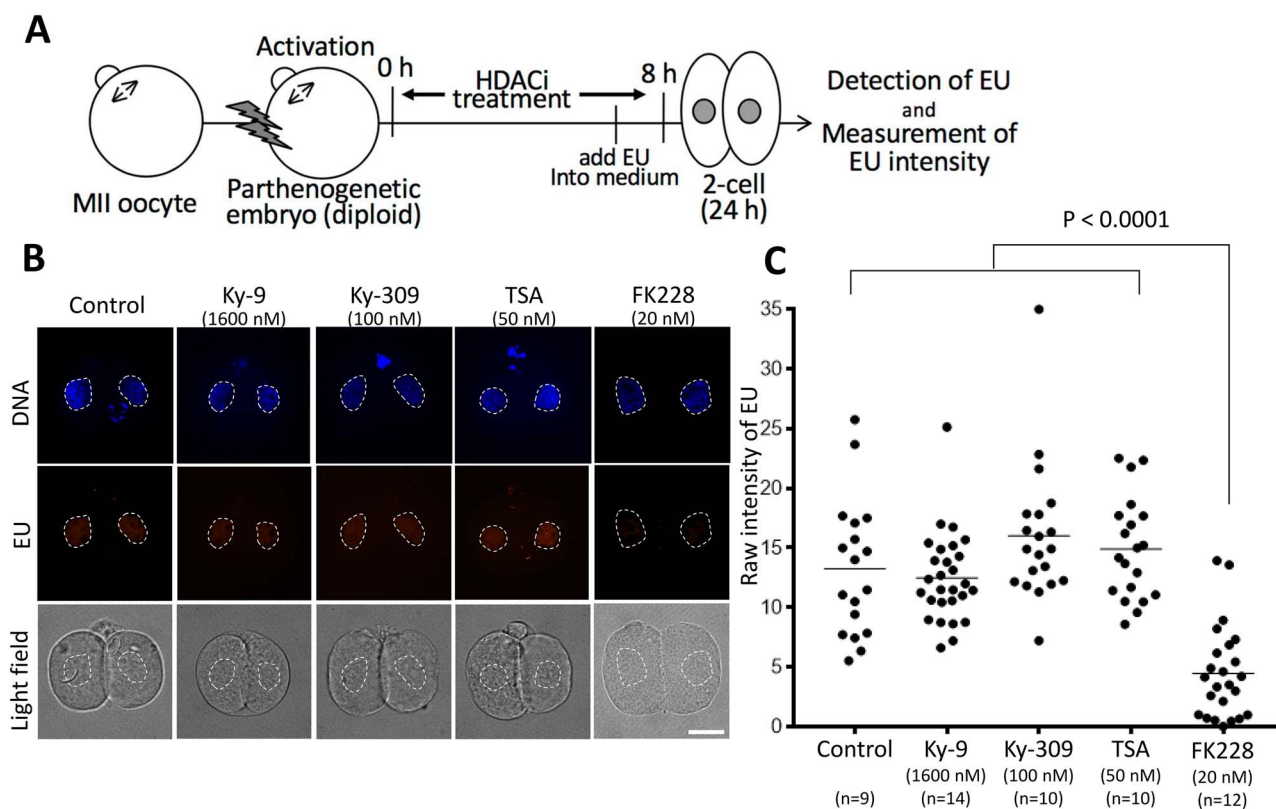 A
Activation
0 h
HDACi
treatment
8 h
Detection of EU
and
Measurement of
EU intensity
MII oocyte
Parthenogenetic
embryo (diploid)
add EU
Into medium
2-cell
(24 h)
B
Control
Ky-9
(1600 nM)
Ky-309
(100 nM)
TSA
(50 nM)
FK228
(20 nM)
DNA
EU
Light field
C
P < 0.0001
Raw intensity of EU
35
30
25
20
15
10
5
0
Control
(n=9)
Ky-9
(1600 nM)
(n=14)
Ky-309
(100 nM)
(n=10)
TSA
(50 nM)
(n=10)
FK228
(20 nM)
(n=12)